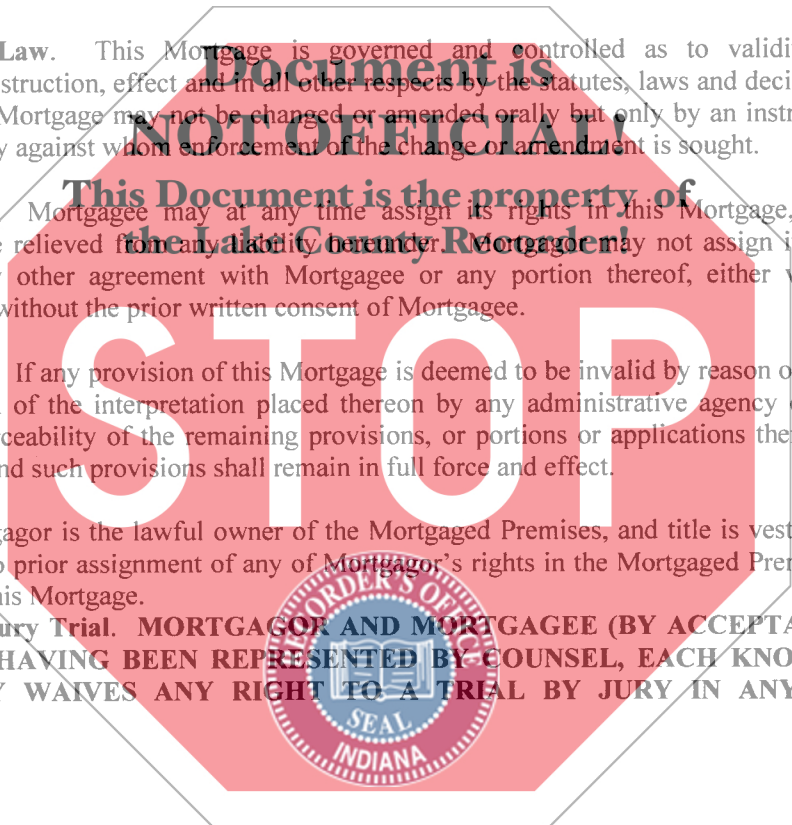 Law. This Mortgage is governed and controlled as to validi
struction, effect and in all other respects by the statutes, laws and deci
Mortgage may not be changed or amended orally but only by an instr
y against whom enforcement of the change or amendment is sought.
Document is
NOT OFFICIAL!
This Document is the property of
the Lake County Recorder!
Mortgagee may at any time assign its rights in this Mortgage,
e relieved from any liability hereunder. Mortgagor may not assign i
y other agreement with Mortgagee or any portion thereof, either v
without the prior written consent of Mortgagee.
STOP
If any provision of this Mortgage is deemed to be invalid by reason o
n of the interpretation placed thereon by any administrative agency
rceability of the remaining provisions, or portions or applications the
nd such provisions shall remain in full force and effect.
gagor is the lawful owner of the Mortgaged Premises, and title is vest
o prior assignment of any of Mortgagor's rights in the Mortgaged Prem
his Mortgage.
ury Trial. MORTGAGOR AND MORTGAGEE (BY ACCEPTA
HAVING BEEN REPRESENTED BY COUNSEL, EACH KNO
Y WAIVES ANY RIGHT TO A TRIAL BY JURY IN ANY
RECORDER'S OFFICE
SEAL
INDIANA